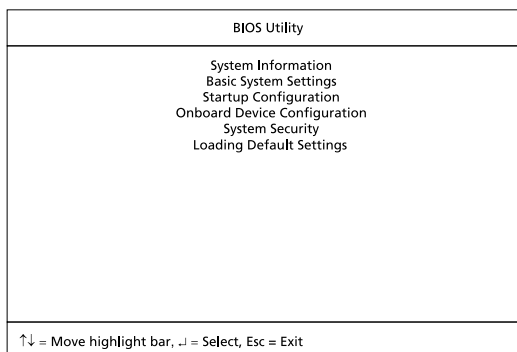 BIOS Utility
System Information
Basic System Settings
Startup Configuration
Onboard Device Configuration
System Security
Loading Default Settings
↑↓ = Move highlight bar, ↵ = Select, Esc = Exit